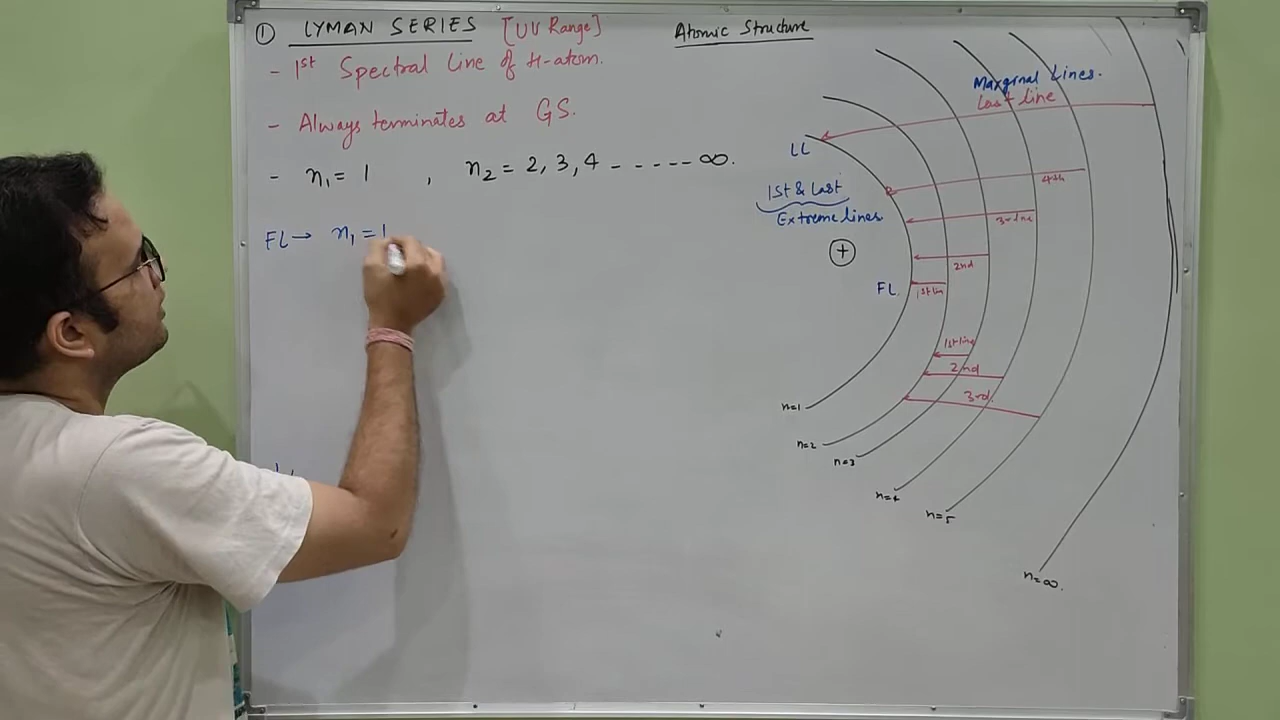 ① LYMAN SERIES [UV Range]
Atomic Structure
- 1st Spectral Line of H-atom.
- Always terminates at GS.
- n₁ = 1 , n₂ = 2, 3, 4 ----- ∞.
FL → n₁ = 1
Marginal Lines.
Last line
LL
1st & Last
Extreme lines
4th
3rd line
+
2nd
FL
1st lin
1st line
2nd
3rd.
n=1
n=2
n=3
n=4
n=5
n=∞.